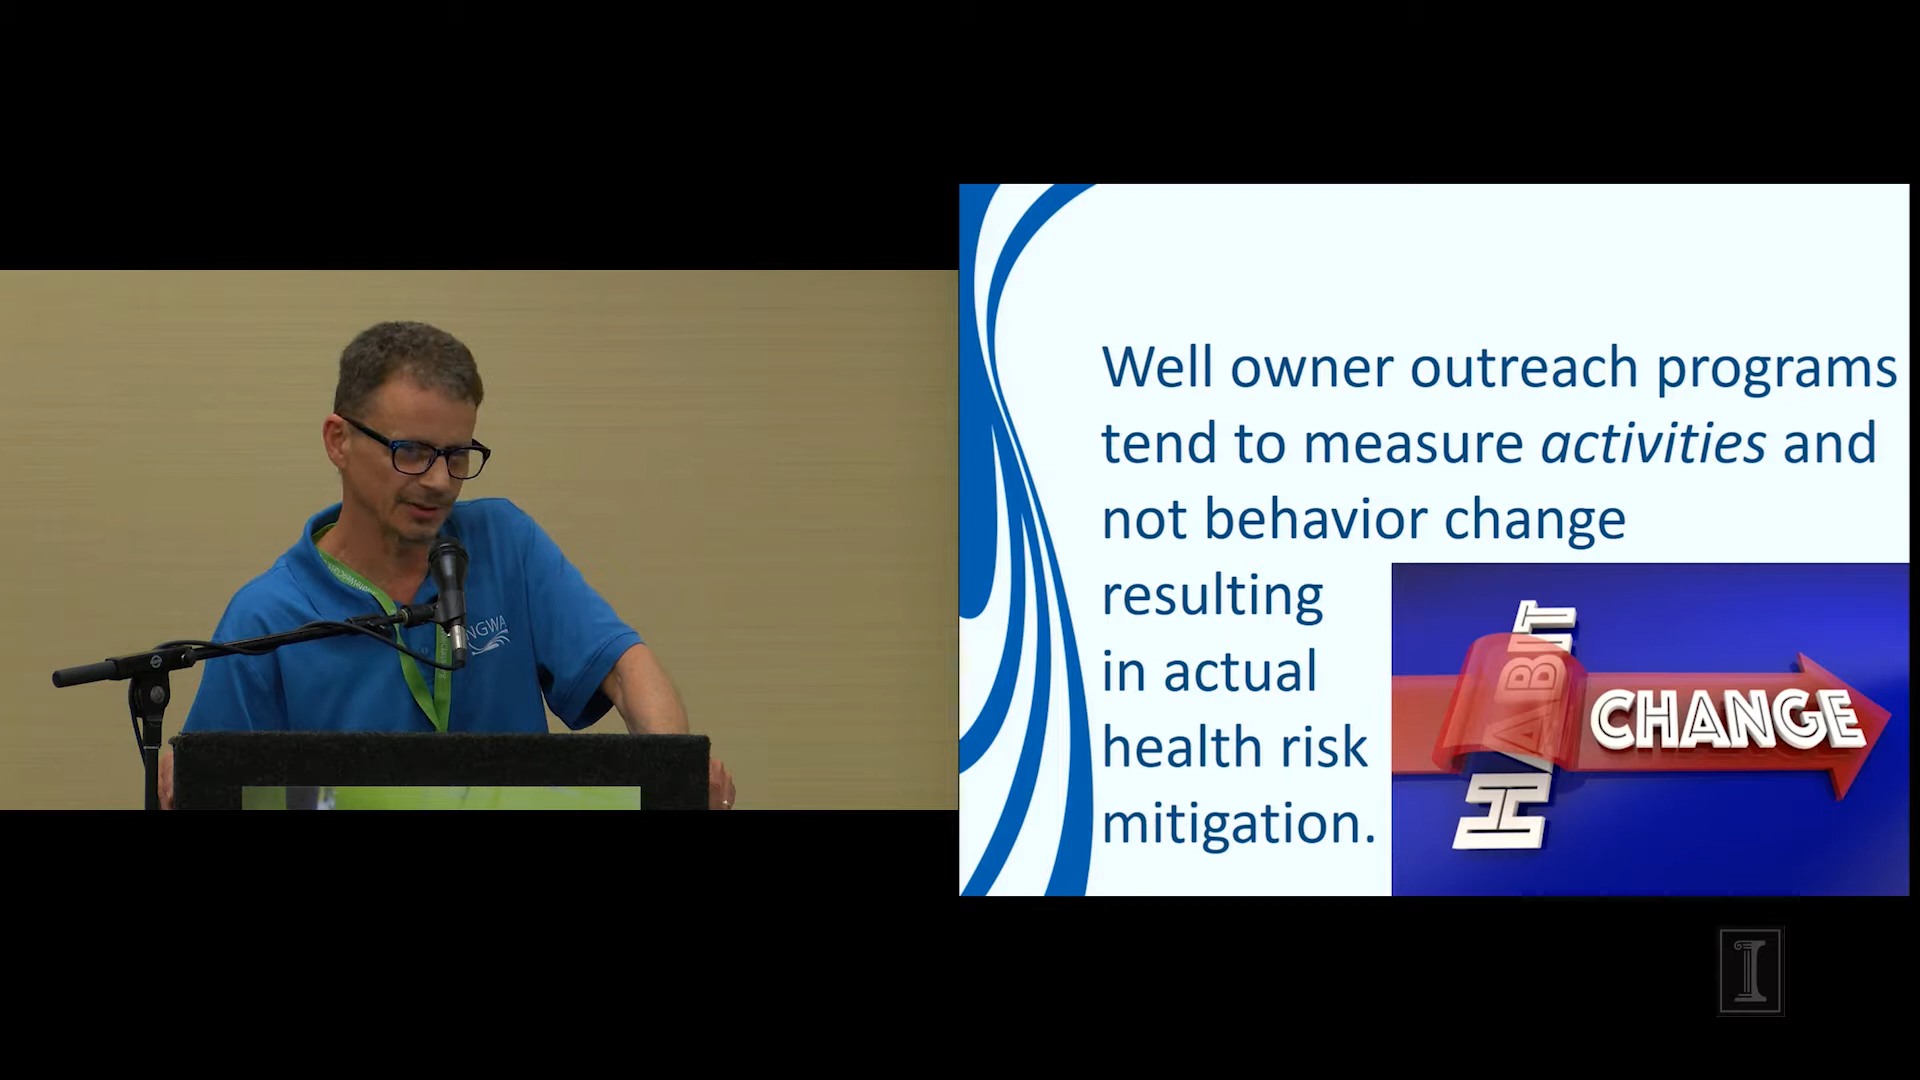 Well owner outreach programs
tend to measure activities and
not behavior change
resulting
in actual
health risk
mitigation.
HABIT
CHANGE
NGWA
I